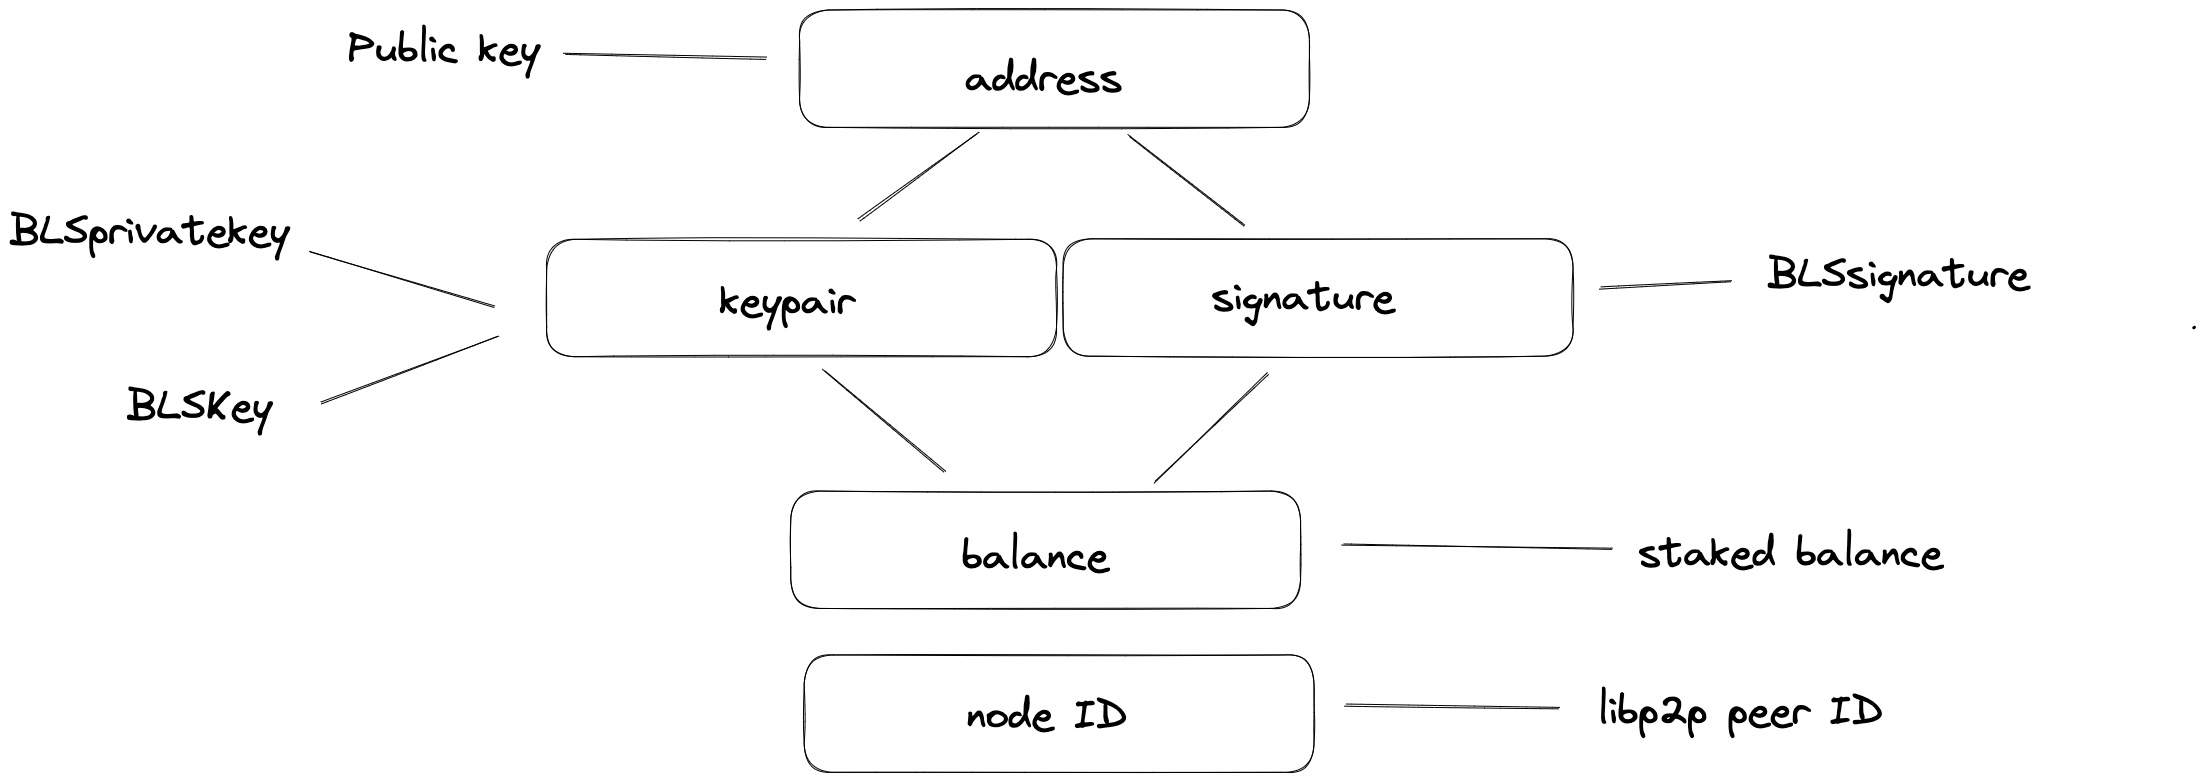 Public key
address
BLSprivatekey
keypair
signature
BLSsignature
BLSKey
balance
staked balance
node ID
libp2p peer ID